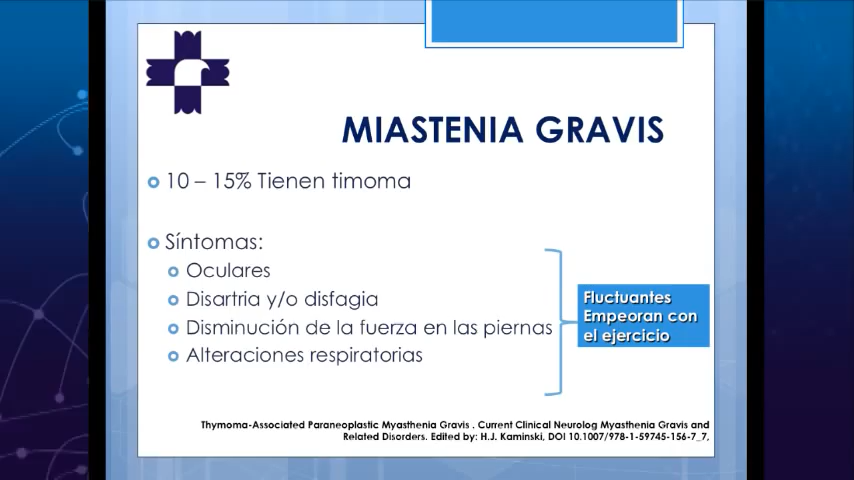 MIASTENIA GRAVIS
10 – 15% Tienen timoma
Síntomas:
Oculares
Disartria y/o disfagia
Disminución de la fuerza en las piernas
Alteraciones respiratorias
Fluctuantes
Empeoran con
el ejercicio
Thymoma-Associated Paraneoplastic Myasthenia Gravis . Current Clinical Neurolog Myasthenia Gravis and
Related Disorders. Edited by: H.J. Kaminski, DOI 10.1007/978-1-59745-156-7_7,